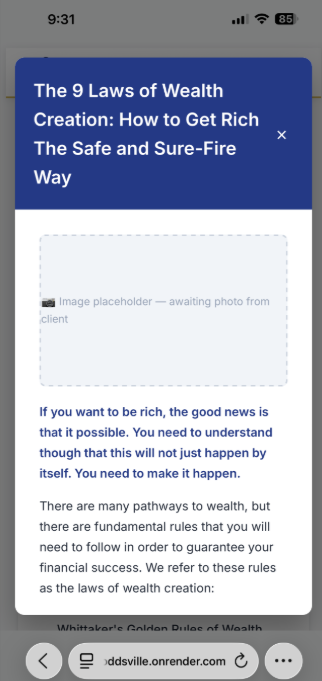 9:31
85
The 9 Laws of Wealth
Creation: How to Get Rich
The Safe and Sure-Fire
Way
×
Image placeholder — awaiting photo from
client
If you want to be rich, the good news is
that it possible. You need to understand
though that this will not just happen by
itself. You need to make it happen.
There are many pathways to wealth, but
there are fundamental rules that you will
need to follow in order to guarantee your
financial success. We refer to these rules
as the laws of wealth creation:
Whittaker's Golden Rules of Wealth
ddsville.onrender.com